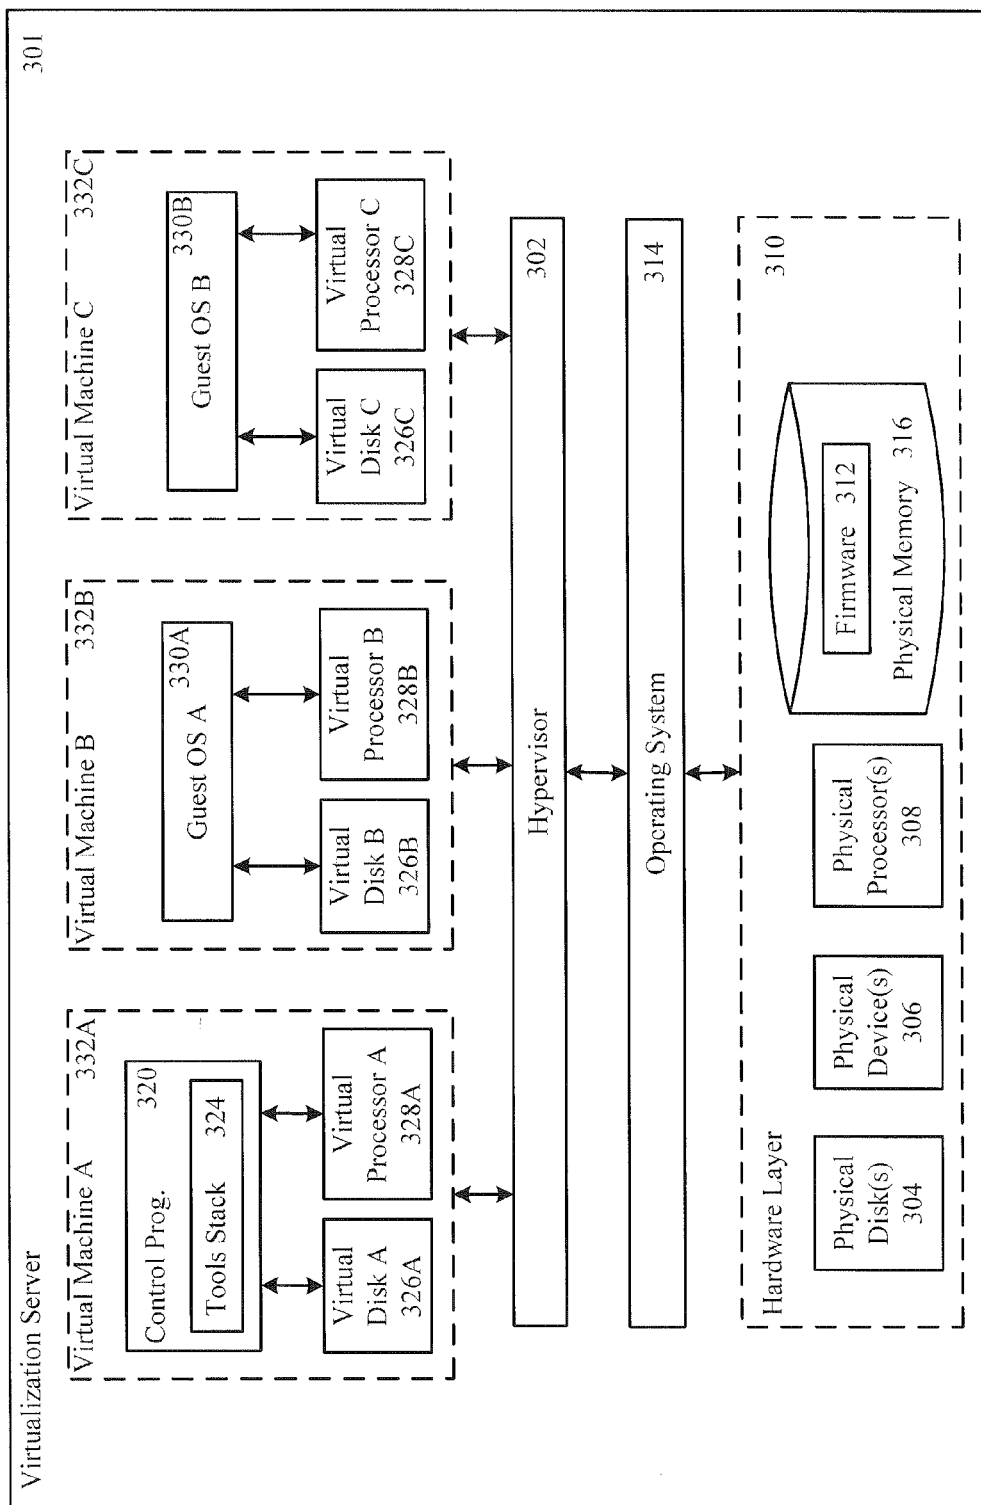 Virtualization Server
301
Virtual Machine A
332A
Control Prog.
320
Tools Stack
324
Virtual
Disk A
326A
Virtual
Processor A
328A
Virtual Machine B
332B
Guest OS A
330A
Virtual
Disk B
326B
Virtual
Processor B
328B
Virtual Machine C
332C
Guest OS B
330B
Virtual
Disk C
326C
Virtual
Processor C
328C
Hypervisor
302
Operating System
314
Hardware Layer
310
Physical
Disk(s)
304
Physical
Device(s)
306
Physical
Processor(s)
308
Firmware 312
Physical Memory 316